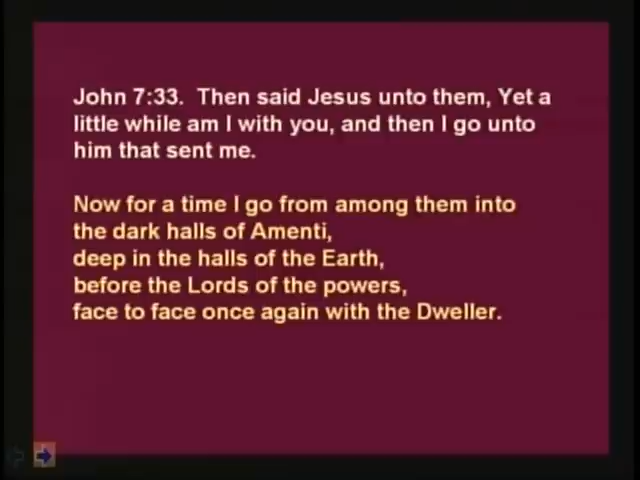 John 7:33.  Then said Jesus unto them, Yet a
little while am I with you, and then I go unto
him that sent me.
Now for a time I go from among them into
the dark halls of Amenti,
deep in the halls of the Earth,
before the Lords of the powers,
face to face once again with the Dweller.